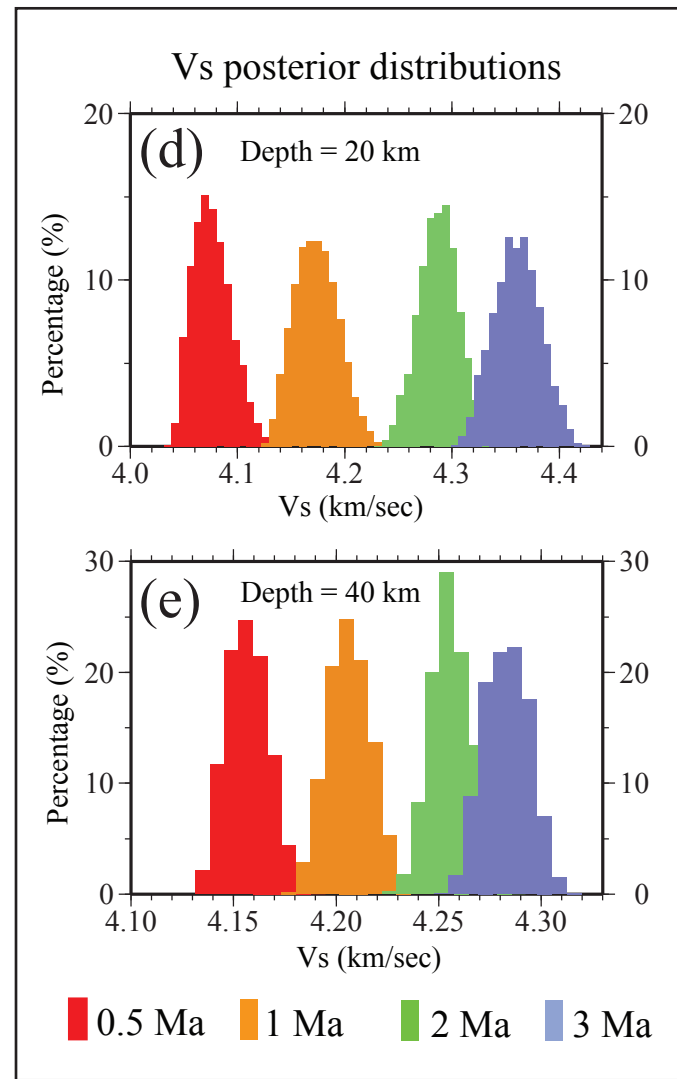 Vs posterior distributions
(d) Depth = 20 km
20 20
10 10
0 0
Percentage (%)
4.0 4.1 4.2 4.3 4.4
Vs (km/sec)
(e) Depth = 40 km
30 30
20 20
10 10
0 0
Percentage (%)
4.10 4.15 4.20 4.25 4.30
Vs (km/sec)
0.5 Ma 1 Ma 2 Ma 3 Ma